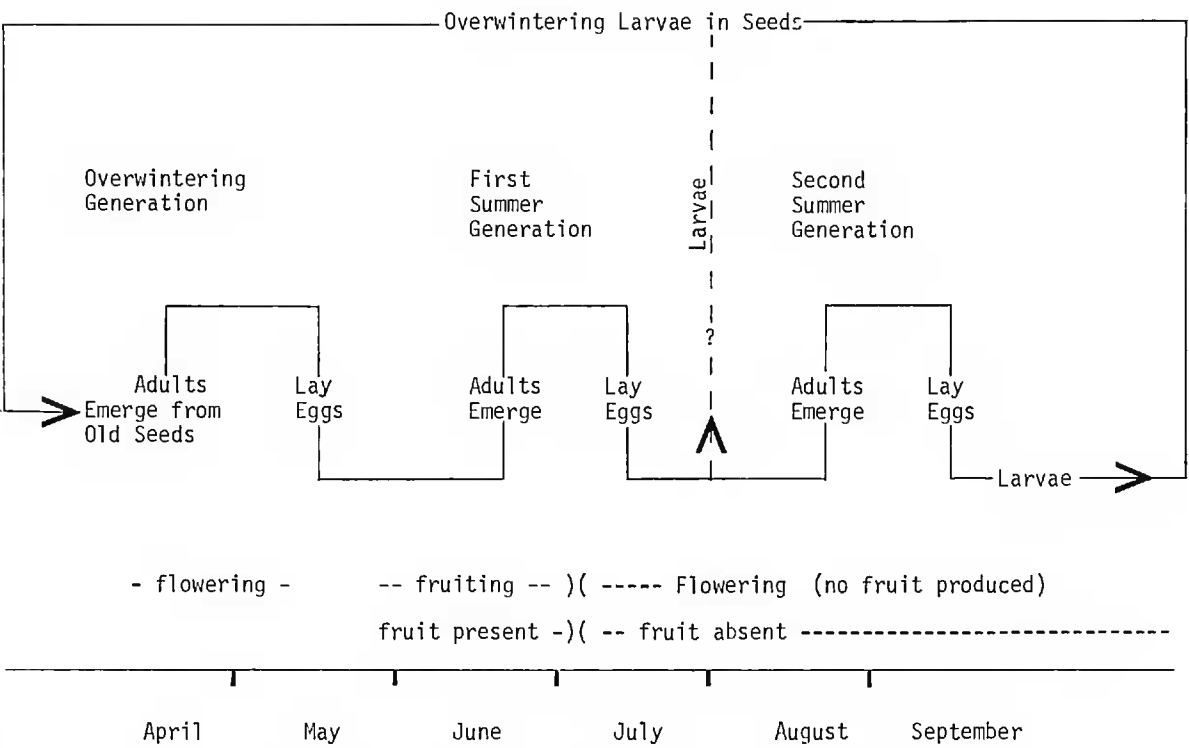 Overwintering Larvae in Seeds
Overwintering
Generation
First
Summer
Generation
Larvae
Second
Summer
Generation
?
Adults
Emerge from
Old Seeds
Lay
Eggs
Adults
Emerge
Lay
Eggs
Adults
Emerge
Lay
Eggs
Larvae
- flowering - -- fruiting -- )( ----- Flowering (no fruit produced)
fruit present -)( -- fruit absent -----------------------------
April May June July August September